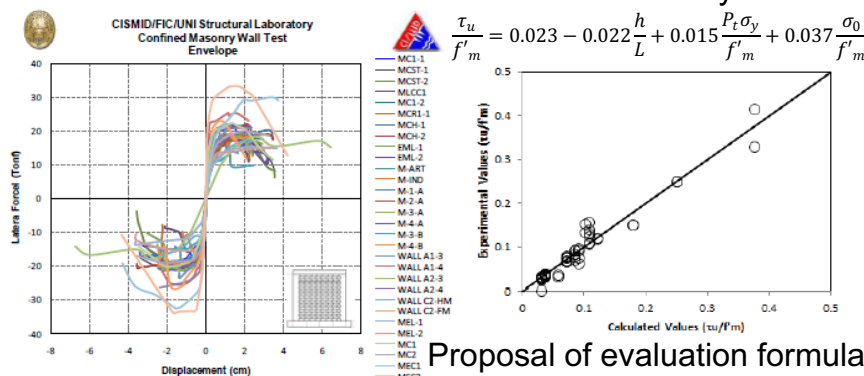 CISMID/FIC/UNI Structural Laboratory
Confined Masonry Wall Test
Envelope
Lateral Forcel (Tonf)
40
30
20
10
0
-10
-20
-30
-40
-8 -6 -4 -2 0 2 4 6 8
Displacement (cm)
MC1-1
MCST-1
MCST-2
MLCC1
MC1-2
MCR1-1
MCH-1
MCH-2
EML-1
EML-2
M-ART
M-IND
M-1-A
M-2-A
M-3-A
M-4-A
M-3-B
M-4-B
WALL A1-3
WALL A1-4
WALL A2-3
WALL A2-4
WALL C2-HM
WALL C2-FM
MEL-1
MEL-2
MC1
MC2
MEC1
τu/f'm = 0.023 − 0.022 h/L + 0.015 Ptσy/f'm + 0.037 σ0/f'm
Experimental Values (τu/f'm)
0.5
0.4
0.3
0.2
0.1
0
0 0.1 0.2 0.3 0.4 0.5
Calculated Values (τu/f'm)
Proposal of evaluation formula